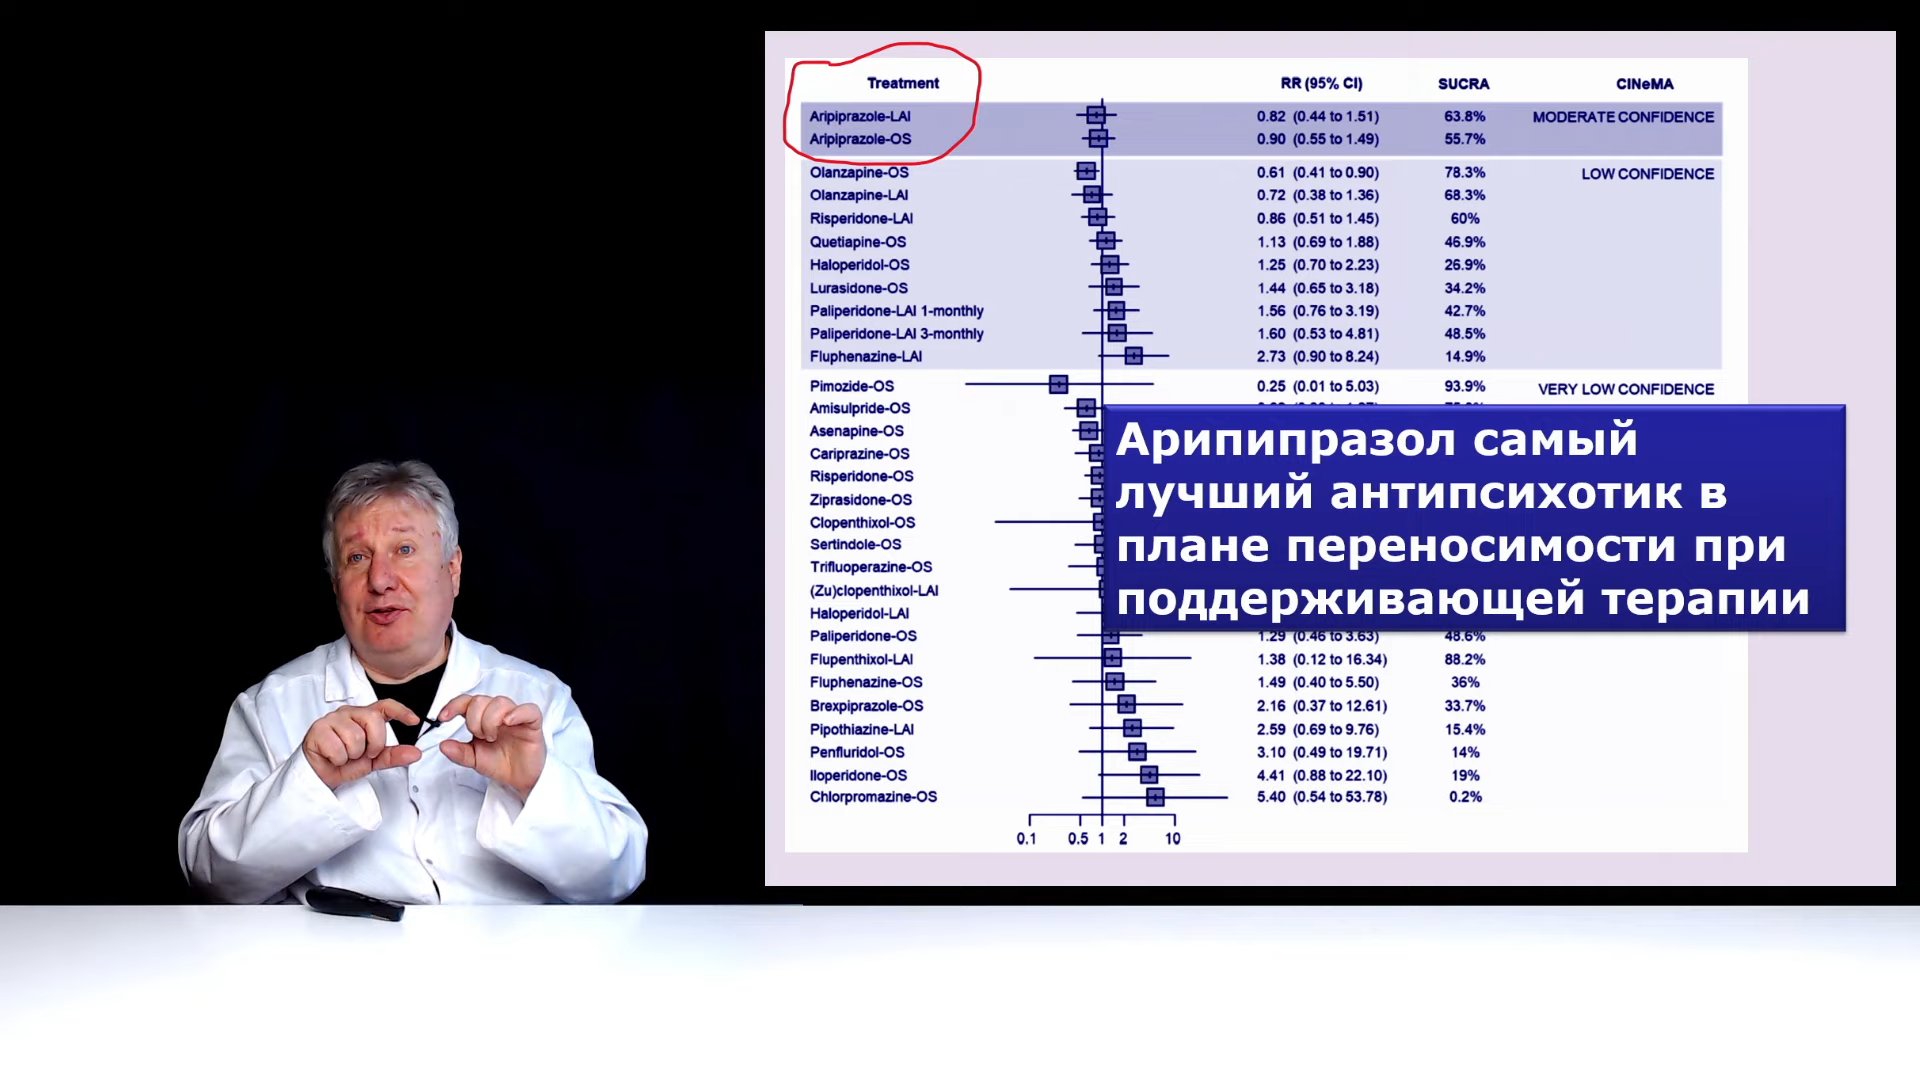 Treatment RR (95% CI) SUCRA CINeMA
Aripiprazole-LAI 0.82 (0.44 to 1.51) 63.8% MODERATE CONFIDENCE
Aripiprazole-OS 0.90 (0.55 to 1.49) 55.7%
Olanzapine-OS 0.61 (0.41 to 0.90) 78.3% LOW CONFIDENCE
Olanzapine-LAI 0.72 (0.38 to 1.36) 68.3%
Risperidone-LAI 0.86 (0.51 to 1.45) 60%
Quetiapine-OS 1.13 (0.69 to 1.88) 46.9%
Haloperidol-OS 1.25 (0.70 to 2.23) 26.9%
Lurasidone-OS 1.44 (0.65 to 3.18) 34.2%
Paliperidone-LAI 1-monthly 1.56 (0.76 to 3.19) 42.7%
Paliperidone-LAI 3-monthly 1.60 (0.53 to 4.81) 48.5%
Fluphenazine-LAI 2.73 (0.90 to 8.24) 14.9%
Pimozide-OS 0.25 (0.01 to 5.03) 93.9% VERY LOW CONFIDENCE
Amisulpride-OS
Asenapine-OS
Cariprazine-OS
Risperidone-OS
Ziprasidone-OS
Clopenthixol-OS
Sertindole-OS
Trifluoperazine-OS
(Zu)clopenthixol-LAI
Haloperidol-LAI
Арипипразол самый
лучший антипсихотик в
плане переносимости при
поддерживающей терапии
Paliperidone-OS 1.29 (0.46 to 3.63) 48.6%
Flupenthixol-LAI 1.38 (0.12 to 16.34) 88.2%
Fluphenazine-OS 1.49 (0.40 to 5.50) 36%
Brexpiprazole-OS 2.16 (0.37 to 12.61) 33.7%
Pipothiazine-LAI 2.59 (0.69 to 9.76) 15.4%
Penfluridol-OS 3.10 (0.49 to 19.71) 14%
Iloperidone-OS 4.41 (0.88 to 22.10) 19%
Chlorpromazine-OS 5.40 (0.54 to 53.78) 0.2%
0.1 0.5 1 2 10